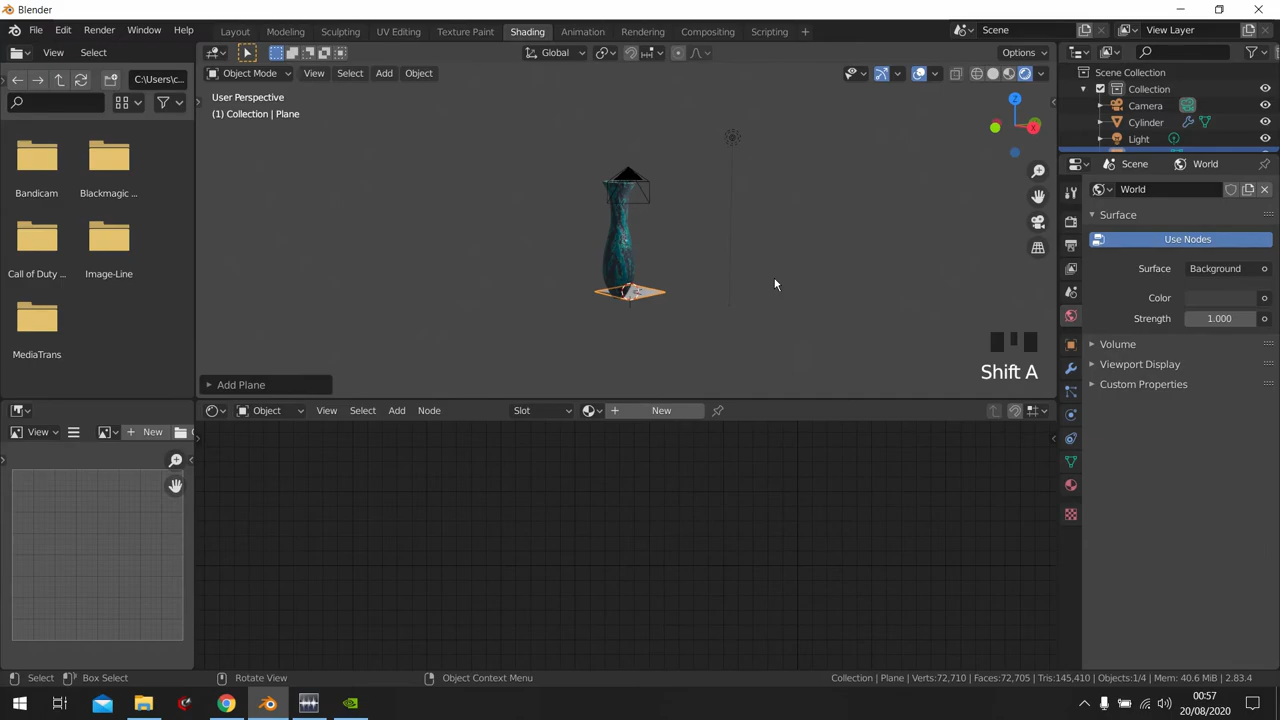 Blender
File Edit Render Window Help Layout Modeling Sculpting UV Editing Texture Paint Shading Animation Rendering Compositing Scripting + Scene View Layer
View Select Global Options
C:\Users\c...
Object Mode View Select Add Object
Scene Collection
Collection
Camera
Cylinder
Light
User Perspective
(1) Collection | Plane
Z
X
Bandicam
Blackmagic ...
Call of Duty ...
Image-Line
MediaTrans
Scene World
World
Surface
Use Nodes
Surface Background
Color
Strength 1.000
Volume
Viewport Display
Custom Properties
Shift A
Add Plane
Object View Select Add Node Slot New
View New
Select Box Select Rotate View Object Context Menu Collection | Plane | Verts:72,710 | Faces:72,705 | Tris:145,410 | Objects:1/4 | Mem: 40.6 MiB | 2.83.4
00:57
20/08/2020